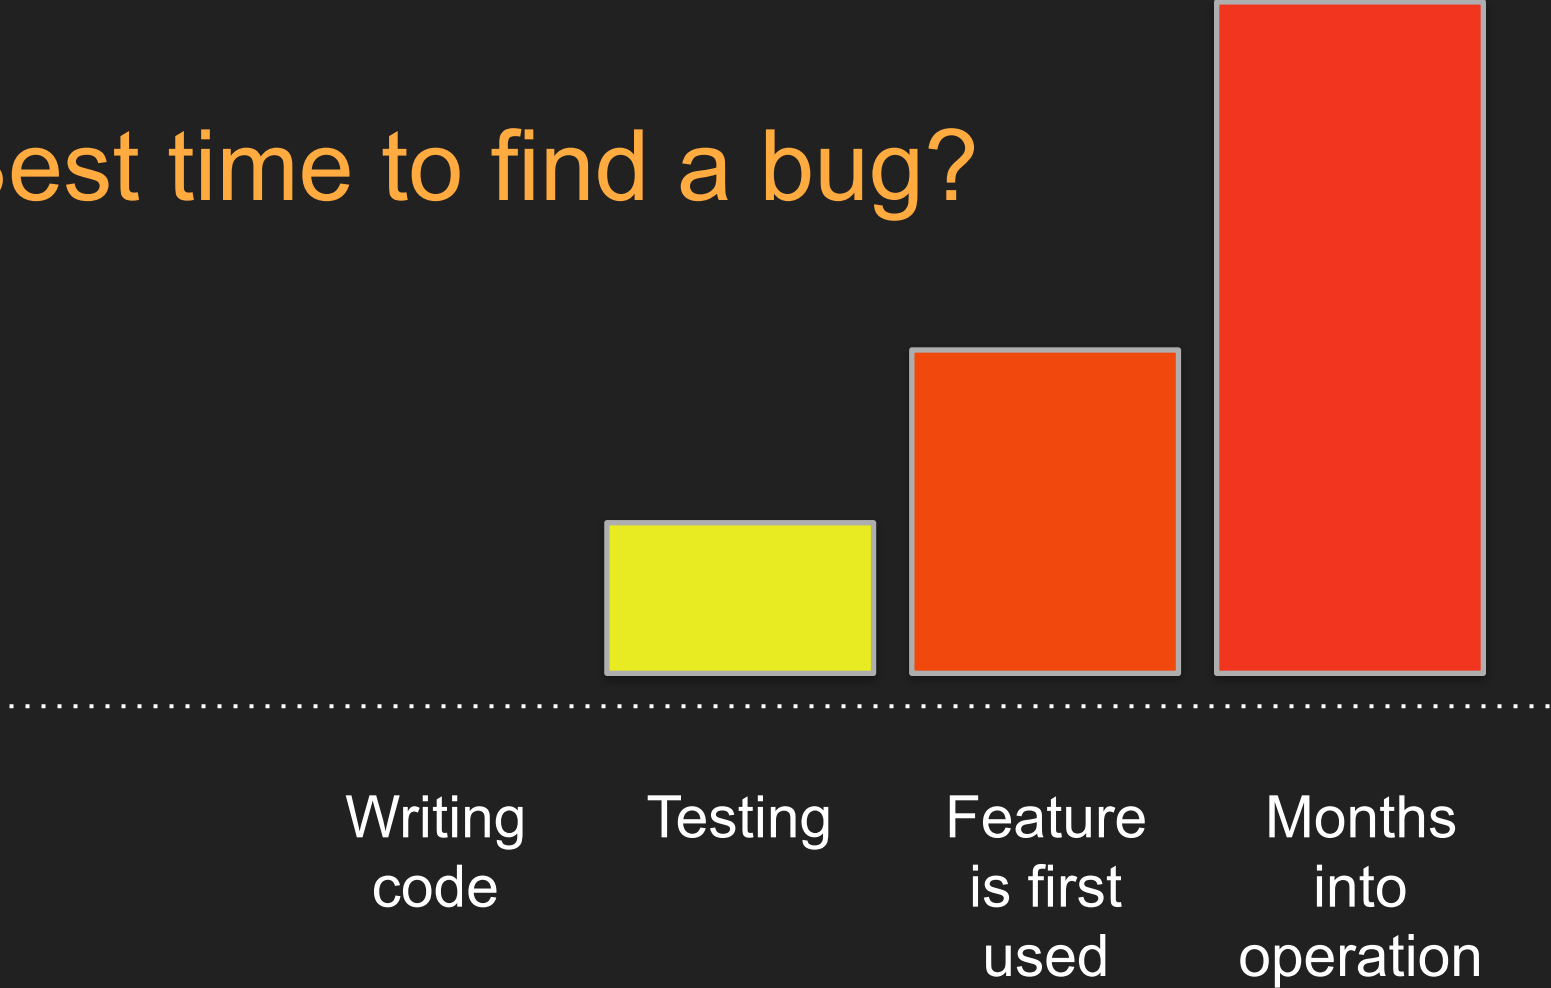 est time to find a bug?
Writing
code
Testing
Feature
is first
used
Months
into
operation